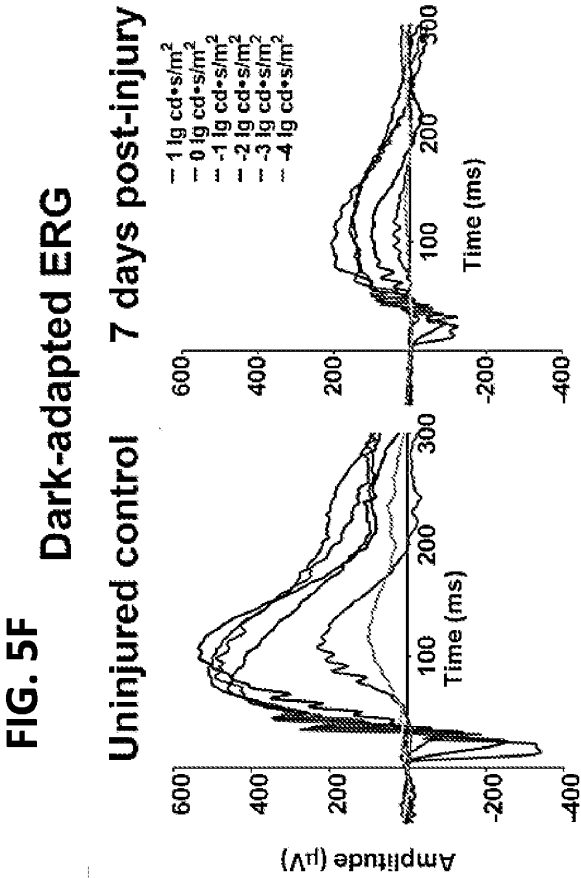 FIG. 5F
Dark-adapted ERG
Uninjured control
7 days post-injury
Amplitude (µV)
600
400
200
0
-200
-400
100
200
300
Time (ms)
600
400
200
0
-200
-400
100
200
300
Time (ms)
1 lg cd•s/m²
0 lg cd•s/m²
-1 lg cd•s/m²
-2 lg cd•s/m²
-3 lg cd•s/m²
-4 lg cd•s/m²